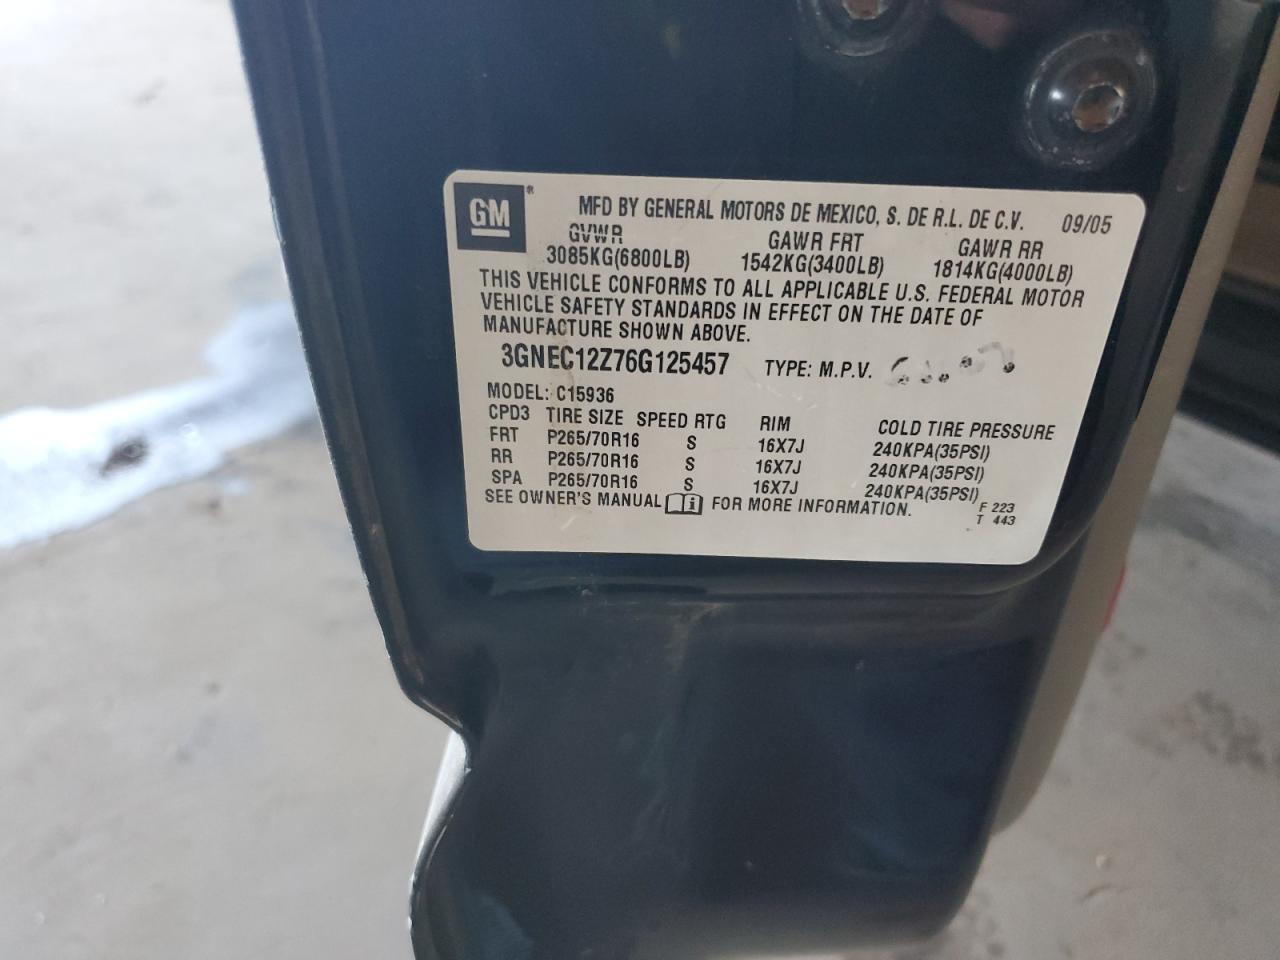 GM® MFD BY GENERAL MOTORS DE MEXICO, S. DE R.L. DE C.V. 09/05
GVWR GAWR FRT GAWR RR
3085KG(6800LB) 1542KG(3400LB) 1814KG(4000LB)
THIS VEHICLE CONFORMS TO ALL APPLICABLE U.S. FEDERAL MOTOR
VEHICLE SAFETY STANDARDS IN EFFECT ON THE DATE OF
MANUFACTURE SHOWN ABOVE.
3GNEC12Z76G125457 TYPE: M.P.V.
MODEL: C15936
CPD3 TIRE SIZE SPEED RTG RIM COLD TIRE PRESSURE
FRT P265/70R16 S 16X7J 240KPA(35PSI)
RR P265/70R16 S 16X7J 240KPA(35PSI)
SPA P265/70R16 S 16X7J 240KPA(35PSI)
SEE OWNER'S MANUAL FOR MORE INFORMATION. F 223
T 443